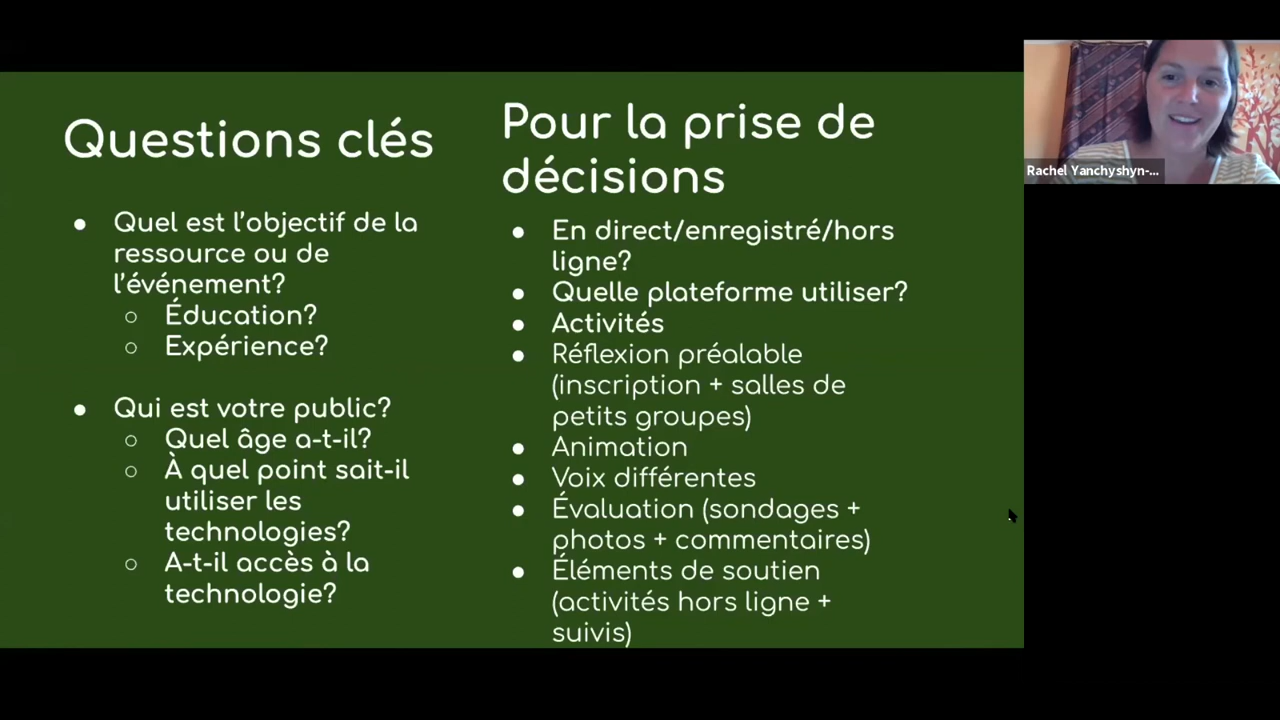 Questions clés
Quel est l'objectif de la
ressource ou de
l'événement?
Éducation?
Expérience?
Qui est votre public?
Quel âge a-t-il?
À quel point sait-il
utiliser les
technologies?
A-t-il accès à la
technologie?
Pour la prise de
décisions
En direct/enregistré/hors
ligne?
Quelle plateforme utiliser?
Activités
Réflexion préalable
(inscription + salles de
petits groupes)
Animation
Voix différentes
Évaluation (sondages +
photos + commentaires)
Éléments de soutien
(activités hors ligne +
suivis)
Rachel Yanchyshyn-...